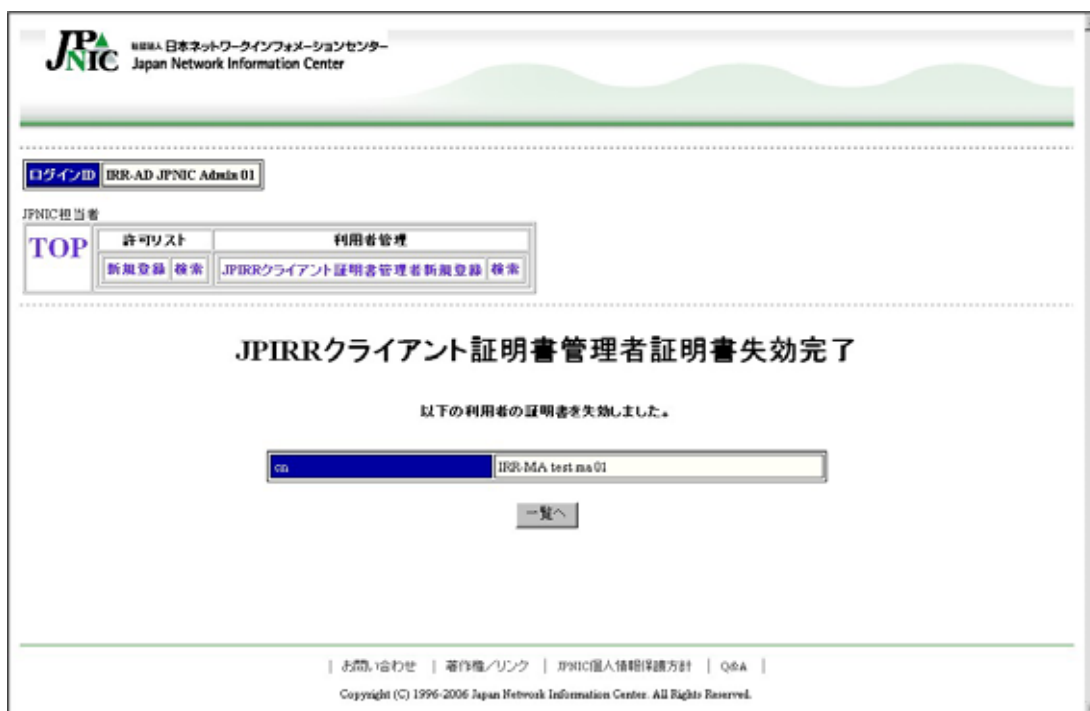 JPNIC
社団法人 日本ネットワークインフォメーションセンター
Japan Network Information Center
ログインID IRR-AD JPNIC Admin 01
JPNIC担当者
TOP 許可リスト 利用者管理
新規登録 検索 JPIRRクライアント証明書管理者新規登録 検索
JPIRRクライアント証明書管理者証明書失効完了
以下の利用者の証明書を失効しました。
cn IRR-MA test ma 01
一覧へ
| お問い合わせ | 著作権/リンク | JPNIC個人情報保護方針 | Q&A |
Copyright (C) 1996-2006 Japan Network Information Center. All Rights Reserved.